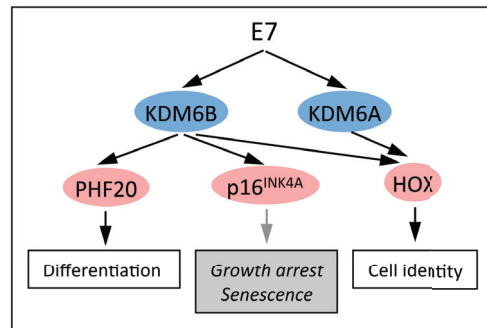 E7
KDM6B
KDM6A
PHF20
p16INK4A
HOX
Differentiation
Growth arrest
Senescence
Cell identity